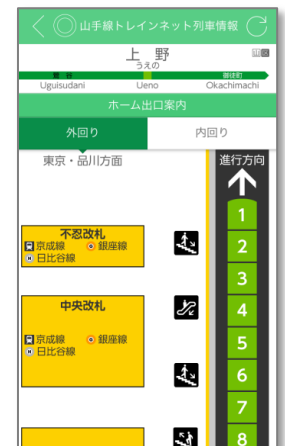 山手線トレインネット列車情報
上野
うえの
鶯谷 御徒町
Uguisudani Ueno Okachimachi
ホーム出口案内
外回り 内回り
東京・品川方面
進行方向
1
不忍改札
京成線 銀座線
日比谷線
2
3
中央改札
4
京成線 銀座線
日比谷線
5
6
7
8